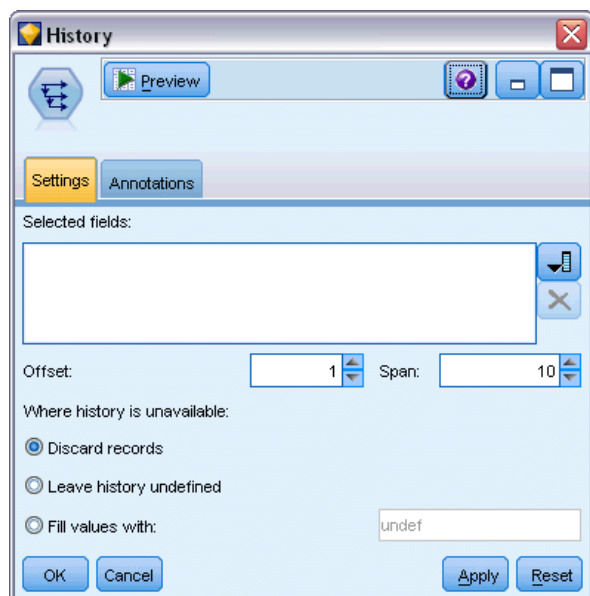 History
Preview
Settings Annotations
Selected fields:
Offset: 1 Span: 10
Where history is unavailable:
Discard records
Leave history undefined
Fill values with: undef
OK Cancel Apply Reset